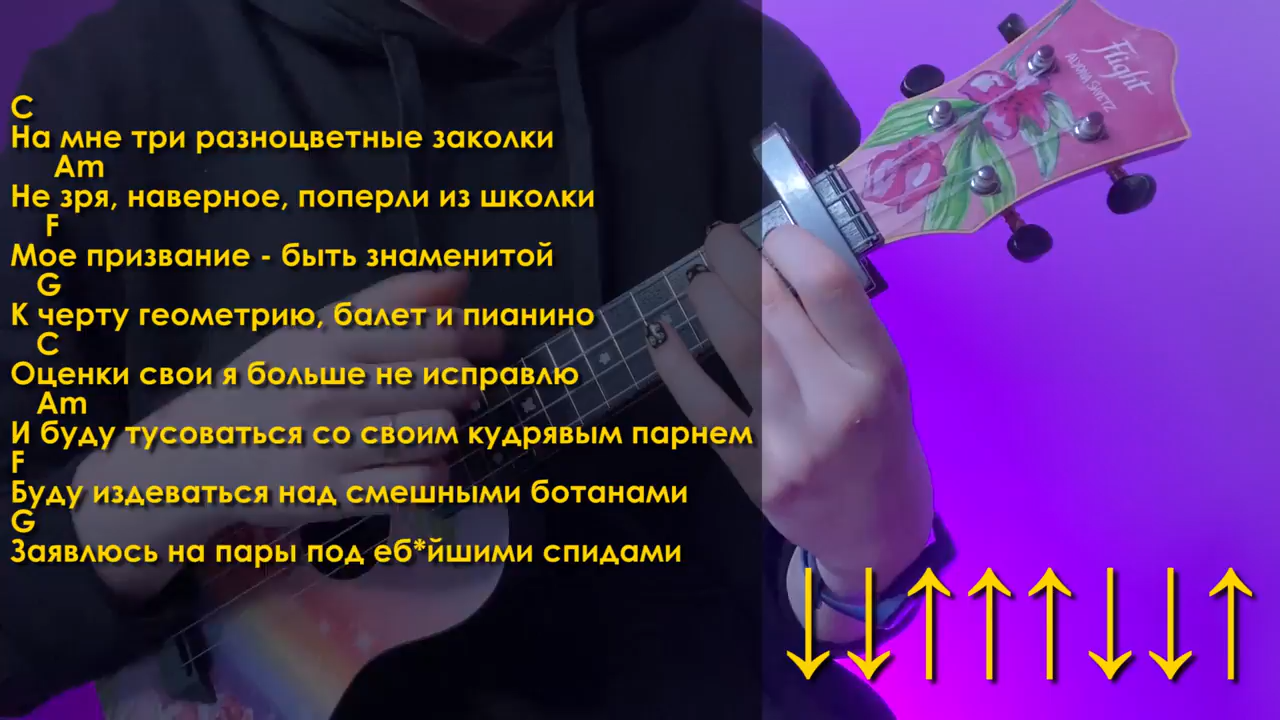 C
На мне три разноцветные заколки
Am
Не зря, наверное, поперли из школки
F
Мое призвание - быть знаменитой
G
К черту геометрию, балет и пианино
C
Оценки свои я больше не исправлю
Am
И буду тусоваться со своим кудрявым парнем
F
Буду издеваться над смешными ботанами
G
Заявлюсь на пары под еб*йшими спидами
↓↓↑↑↑↓↓↑
Flight
ALYONA SHVETZ